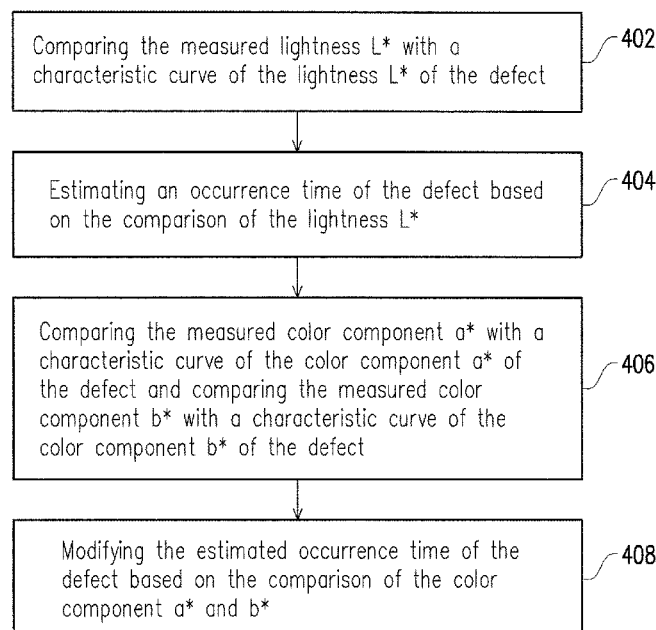 Comparing the measured lightness L* with a
characteristic curve of the lightness L* of the defect
402
Estimating an occurrence time of the defect based
on the comparison of the lightness L*
404
Comparing the measured color component a* with a
characteristic curve of the color component a* of
the defect and comparing the measured color
component b* with a characteristic curve of the
color component b* of the defect
406
Modifying the estimated occurrence time of the
defect based on the comparison of the color
component a* and b*
408